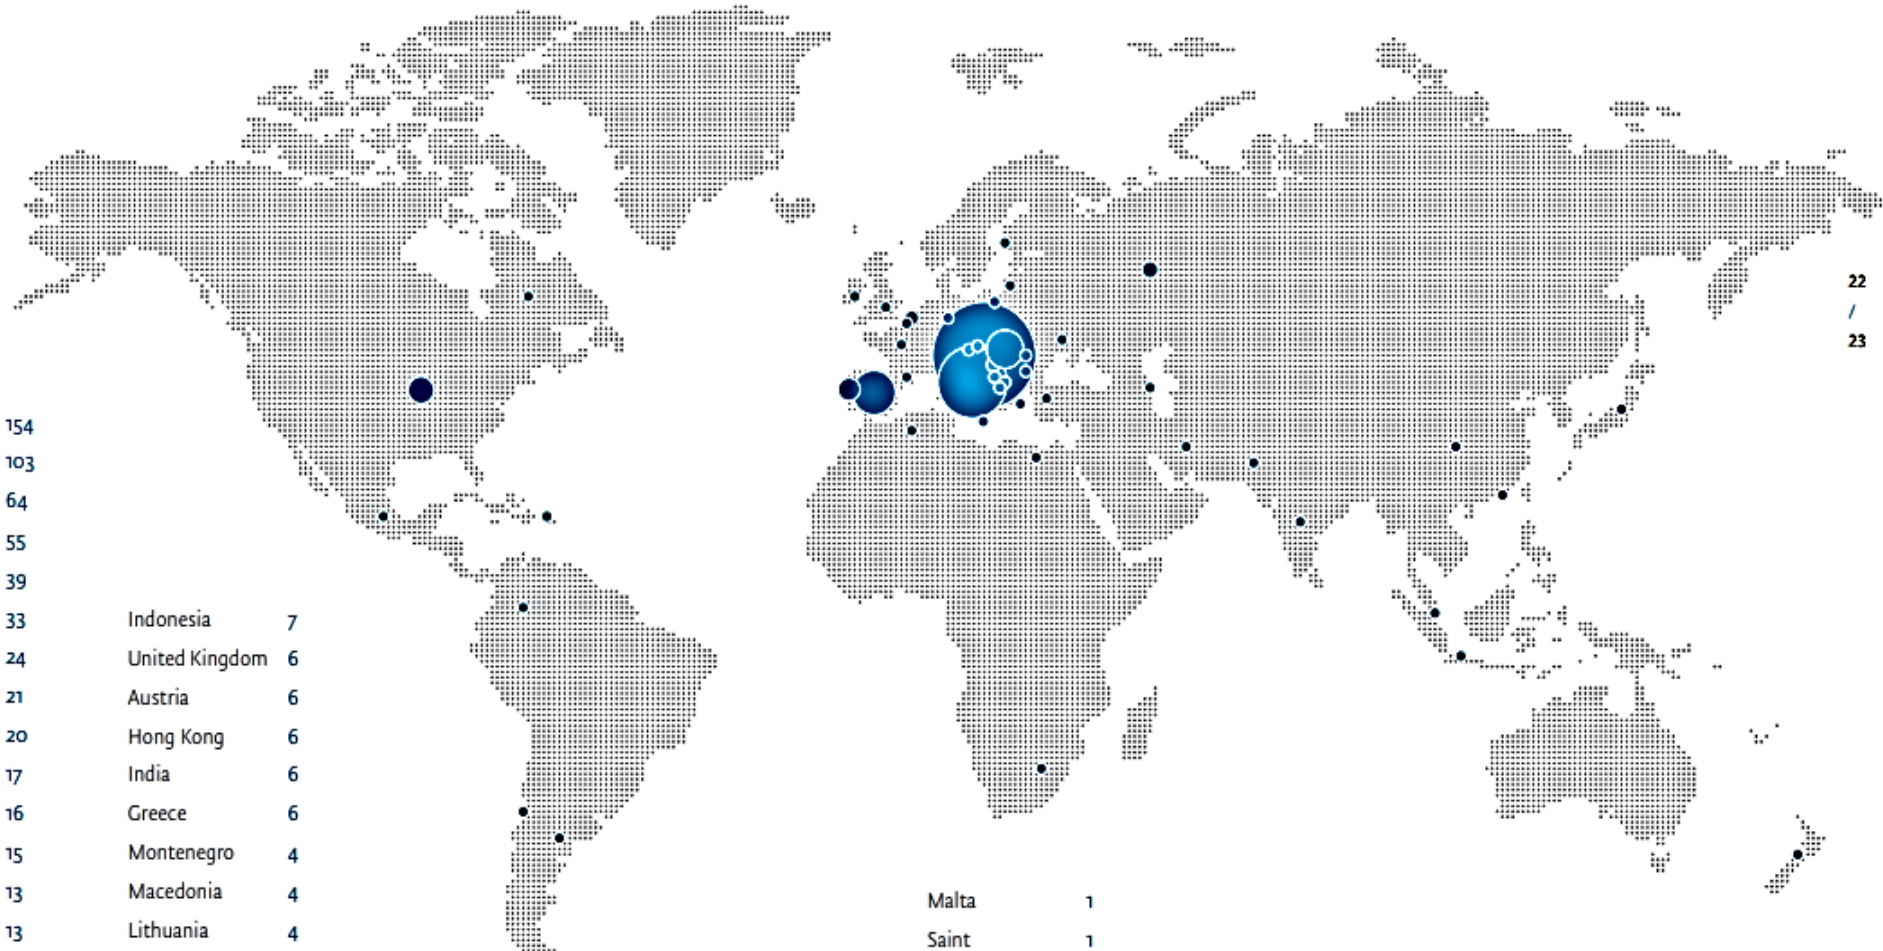 22
/
23
154
103
64
55
39
33 Indonesia 7
24 United Kingdom 6
21 Austria 6
20 Hong Kong 6
17 India 6
16 Greece 6
15 Montenegro 4
13 Macedonia 4
13 Lithuania 4
Malta 1
Saint 1